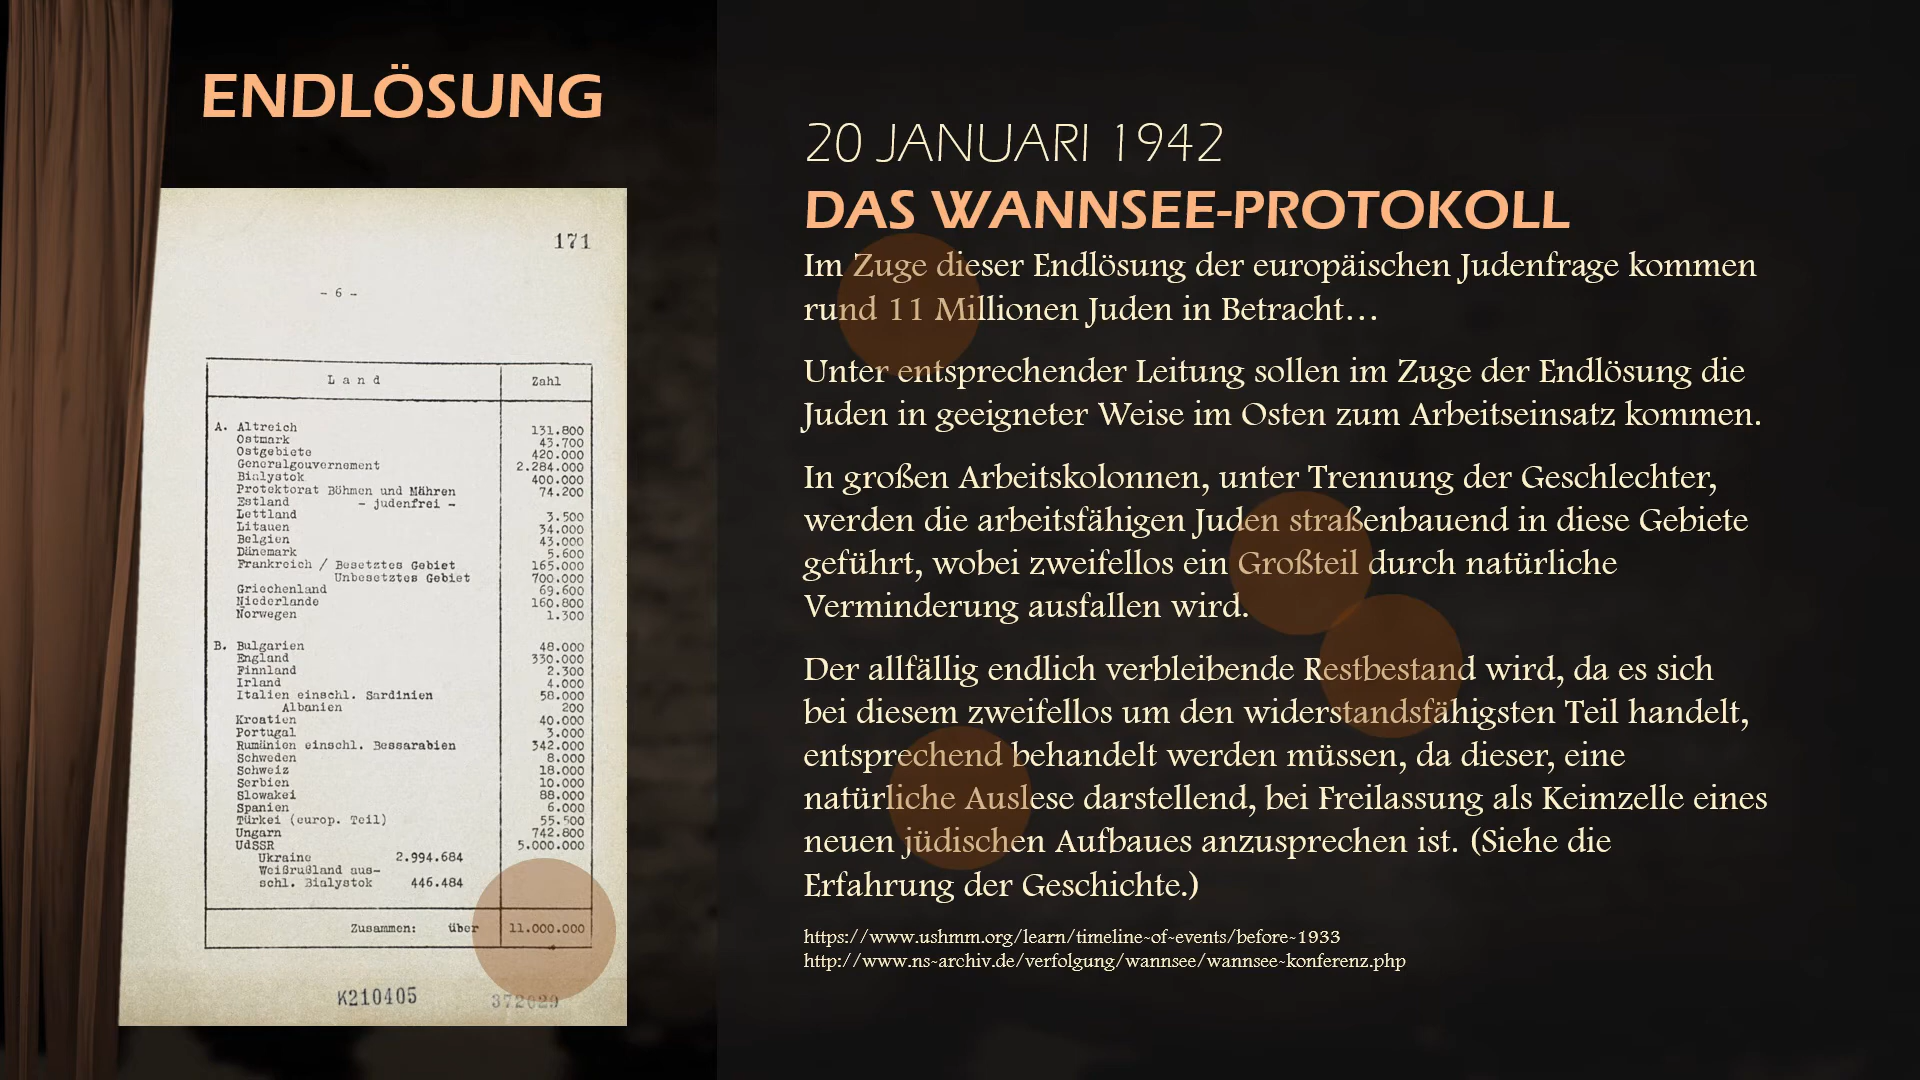 ENDLÖSUNG
171
- 6 -
Land Zahl
A. Altreich 131.800
Ostmark 43.700
Ostgebiete 420.000
Generalgouvernement 2.284.000
Bialystok 400.000
Protektorat Böhmen und Mähren 74.200
Estland - judenfrei -
Lettland 3.500
Litauen 34.000
Belgien 43.000
Dänemark 5.600
Frankreich / Besetztes Gebiet 165.000
Unbesetztes Gebiet 700.000
Griechenland 69.600
Niederlande 160.800
Norwegen 1.300
B. Bulgarien 48.000
England 330.000
Finnland 2.300
Irland 4.000
Italien einschl. Sardinien 58.000
Albanien 200
Kroatien 40.000
Portugal 3.000
Rumänien einschl. Bessarabien 342.000
Schweden 8.000
Schweiz 18.000
Serbien 10.000
Slowakei 88.000
Spanien 6.000
Türkei (europ. Teil) 55.500
Ungarn 742.800
UdSSR 5.000.000
Ukraine 2.994.684
Weißrußland aus-
schl. Bialystok 446.484
Zusammen: über 11.000.000
K210405 372029
20 JANUARI 1942
DAS WANNSEE-PROTOKOLL
Im Zuge dieser Endlösung der europäischen Judenfrage kommen
rund 11 Millionen Juden in Betracht…
Unter entsprechender Leitung sollen im Zuge der Endlösung die
Juden in geeigneter Weise im Osten zum Arbeitseinsatz kommen.
In großen Arbeitskolonnen, unter Trennung der Geschlechter,
werden die arbeitsfähigen Juden straßenbauend in diese Gebiete
geführt, wobei zweifellos ein Großteil durch natürliche
Verminderung ausfallen wird.
Der allfällig endlich verbleibende Restbestand wird, da es sich
bei diesem zweifellos um den widerstandsfähigsten Teil handelt,
entsprechend behandelt werden müssen, da dieser, eine
natürliche Auslese darstellend, bei Freilassung als Keimzelle eines
neuen jüdischen Aufbaues anzusprechen ist. (Siehe die
Erfahrung der Geschichte.)
https://www.ushmm.org/learn/timeline-of-events/before-1933
http://www.ns-archiv.de/verfolgung/wannsee/wannsee-konferenz.php